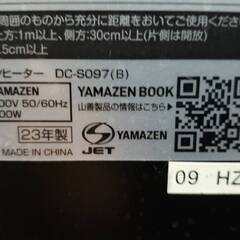 周囲のものから充分に距離をおいてご使用
上方:1m以上、側方:30cm以上(片側は開放)
.5cm以上
ヒーター DC-S097(B)
YAMAZEN
00V 50/60Hz
00W
YAMAZEN BOOK
山善製品の情報はこちら▶
23年製
YAMAZEN
MADE IN CHINA
JET
09 HZ